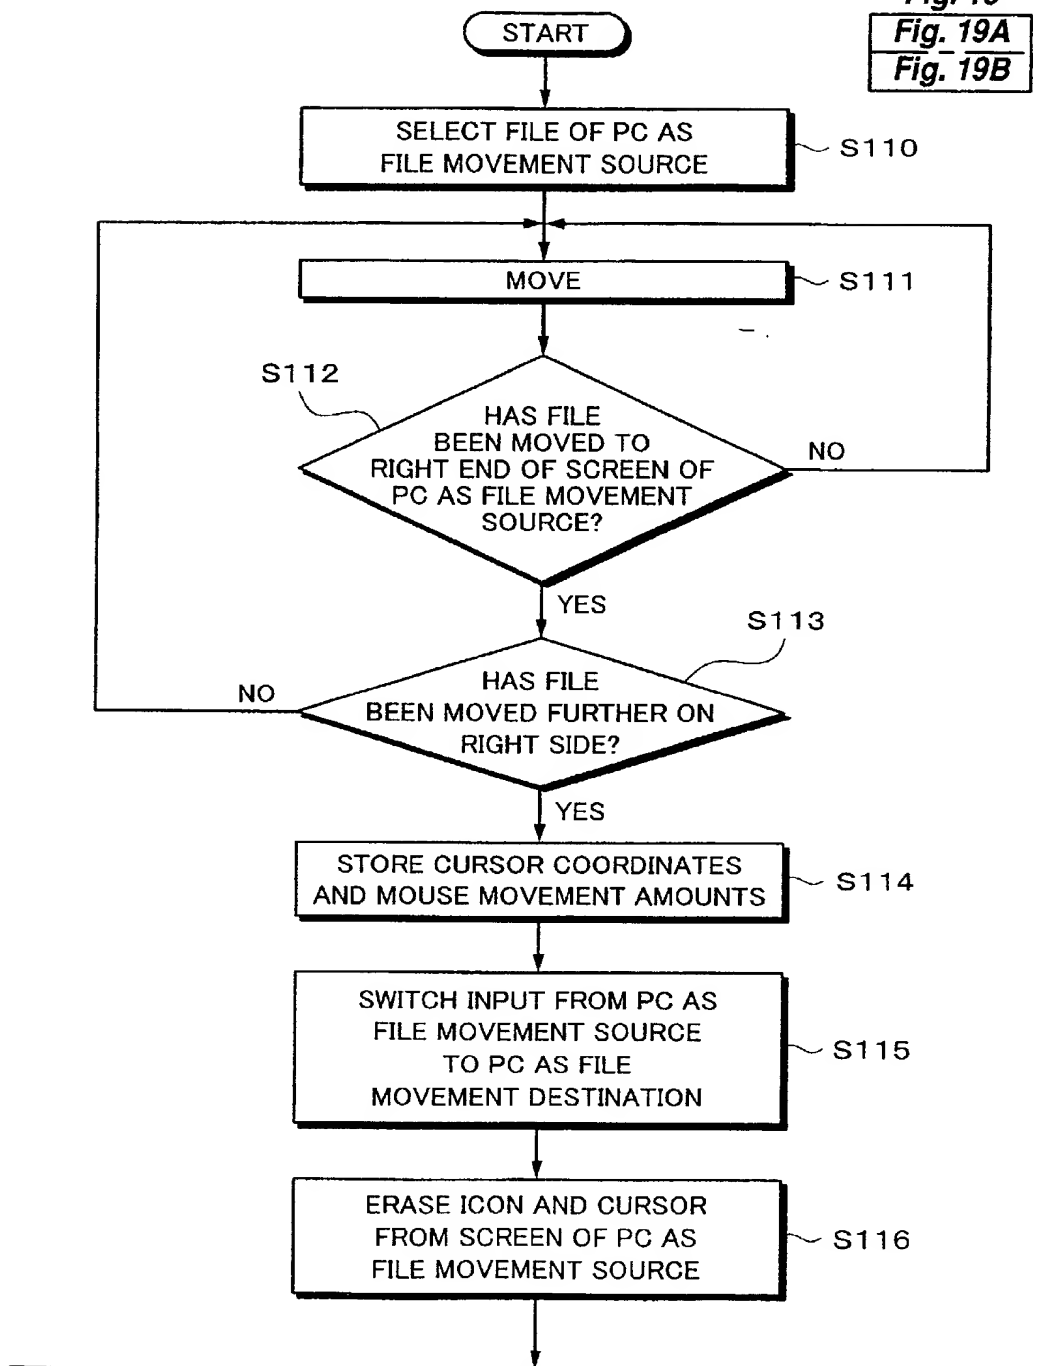 START
Fig. 19A
Fig. 19B
SELECT FILE OF PC AS
FILE MOVEMENT SOURCE
S110
MOVE
S111
S112
HAS FILE
BEEN MOVED TO
RIGHT END OF SCREEN OF
PC AS FILE MOVEMENT
SOURCE?
NO
YES
S113
HAS FILE
BEEN MOVED FURTHER ON
RIGHT SIDE?
NO
YES
STORE CURSOR COORDINATES
AND MOUSE MOVEMENT AMOUNTS
S114
SWITCH INPUT FROM PC AS
FILE MOVEMENT SOURCE
TO PC AS FILE
MOVEMENT DESTINATION
S115
ERASE ICON AND CURSOR
FROM SCREEN OF PC AS
FILE MOVEMENT SOURCE
S116